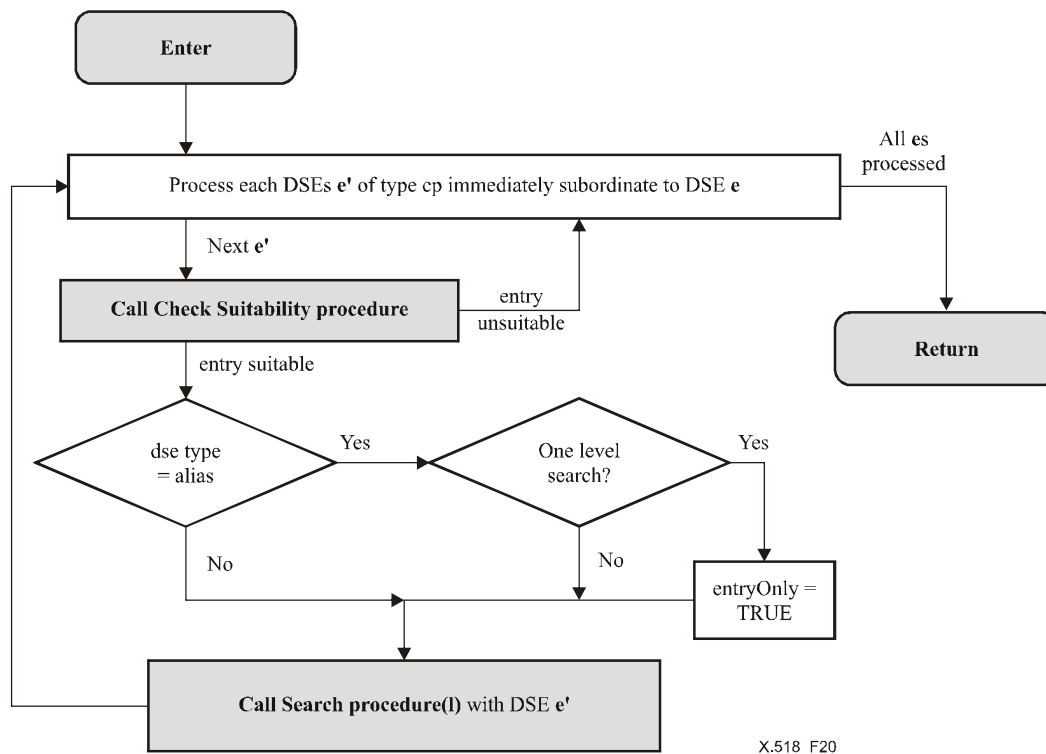 Enter
All es
processed
Process each DSEs e' of type cp immediately subordinate to DSE e
Next e'
Call Check Suitability procedure
entry
unsuitable
Return
entry suitable
dse type
= alias
Yes
One level
search?
Yes
No
No
entryOnly =
TRUE
Call Search procedure(l) with DSE e'
X.518_F20